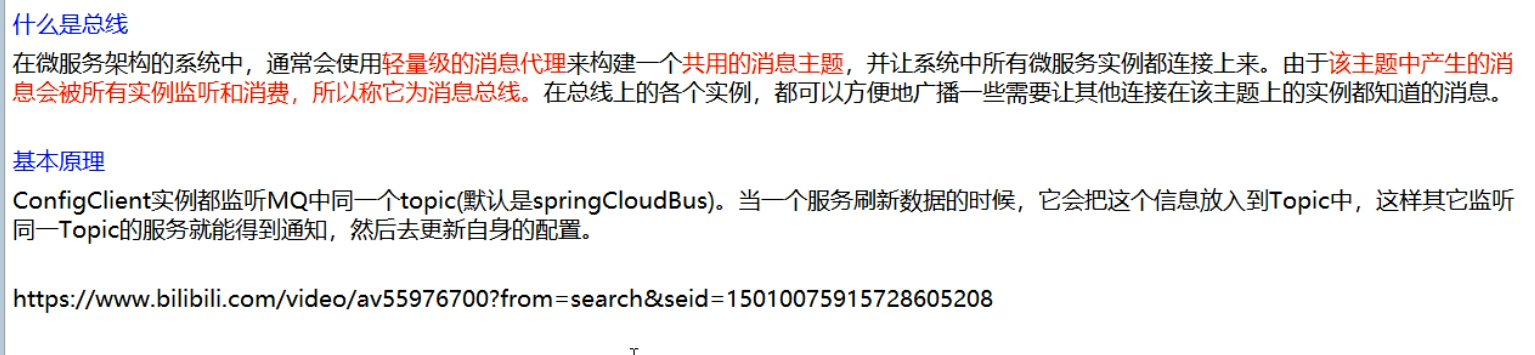 什么是总线
在微服务架构的系统中，通常会使用轻量级的消息代理来构建一个共用的消息主题，并让系统中所有微服务实例都连接上来。由于该主题中产生的消
息会被所有实例监听和消费，所以称它为消息总线。在总线上的各个实例，都可以方便地广播一些需要让其他连接在该主题上的实例都知道的消息。
基本原理
ConfigClient实例都监听MQ中同一个topic(默认是springCloudBus)。当一个服务刷新数据的时候，它会把这个信息放入到Topic中，这样其它监听
同一Topic的服务就能得到通知，然后去更新自身的配置。
https://www.bilibili.com/video/av55976700?from=search&seid=15010075915728605208